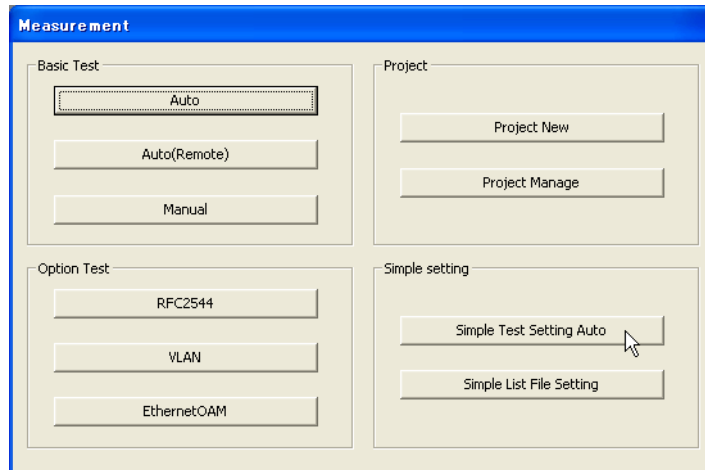 Measurement
Basic Test
Auto
Auto(Remote)
Manual
Project
Project New
Project Manage
Option Test
RFC2544
VLAN
EthernetOAM
Simple setting
Simple Test Setting Auto
Simple List File Setting